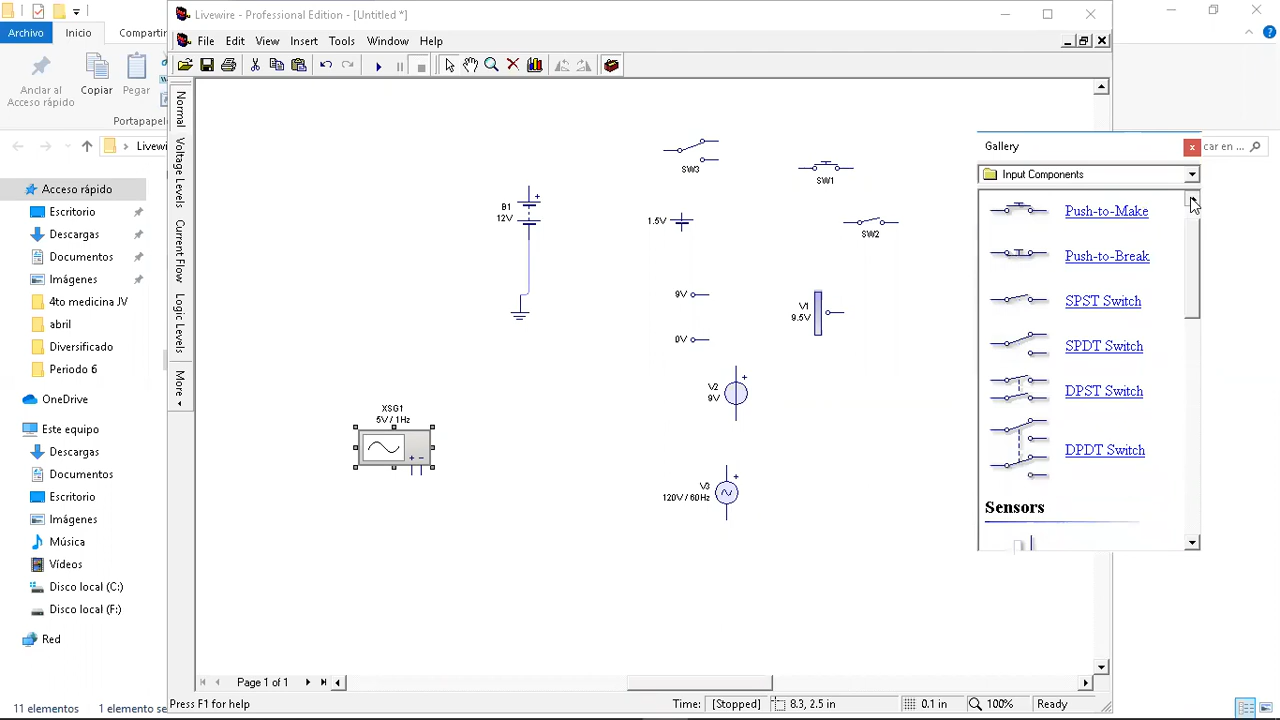 Livewire - Professional Edition - [Untitled *]
Archivo
Inicio
Compartir
File Edit View Insert Tools Window Help
Anclar al
Acceso rápido
Copiar
Pegar
Portapapeles
Livewi
car en ...
Acceso rápido
Escritorio
Descargas
Documentos
Imágenes
4to medicina JV
abril
Diversificado
Periodo 6
OneDrive
Este equipo
Descargas
Documentos
Escritorio
Imágenes
Música
Vídeos
Disco local (C:)
Disco local (F:)
Red
11 elementos
1 elemento se
Normal
Voltage Levels
Current Flow
Logic Levels
More
SW3
SW1
B1
12V
+
1.5V
SW2
9V
V1
9.5V
0V
V2
9V
+
XSG1
5V / 1Hz
+ −
V3
120V / 60Hz
+
Gallery
Input Components
Push-to-Make
Push-to-Break
SPST Switch
SPDT Switch
DPST Switch
DPDT Switch
Sensors
Page 1 of 1
Press F1 for help
Time: [Stopped]
8.3, 2.5 in
0.1 in
100%
Ready